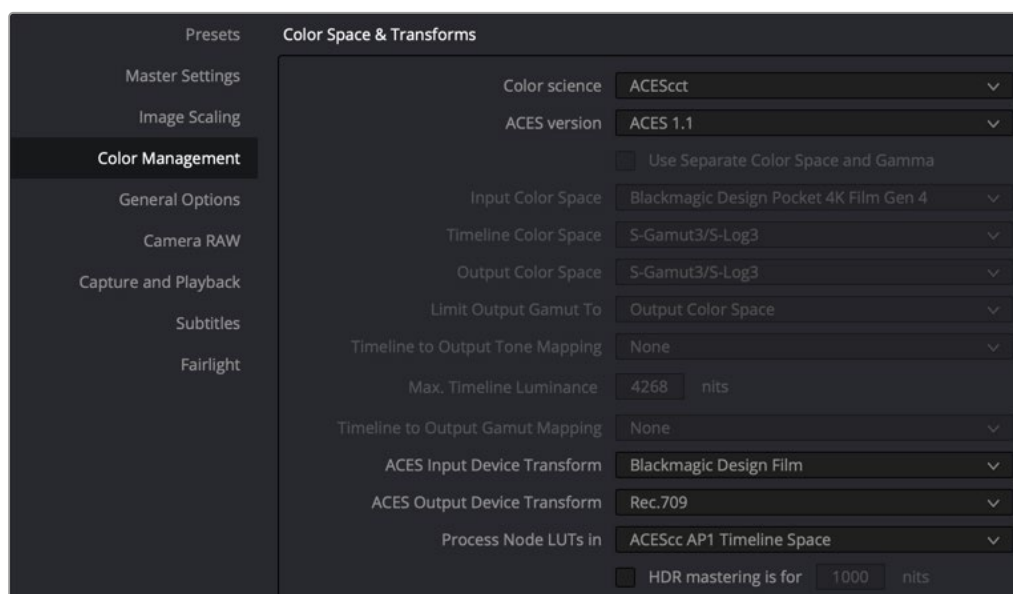 Presets
Master Settings
Image Scaling
Color Management
General Options
Camera RAW
Capture and Playback
Subtitles
Fairlight
Color Space & Transforms
Color science ACEScct
ACES version ACES 1.1
Use Separate Color Space and Gamma
Input Color Space Blackmagic Design Pocket 4K Film Gen 4
Timeline Color Space S-Gamut3/S-Log3
Output Color Space S-Gamut3/S-Log3
Limit Output Gamut To Output Color Space
Timeline to Output Tone Mapping None
Max. Timeline Luminance 4268 nits
Timeline to Output Gamut Mapping None
ACES Input Device Transform Blackmagic Design Film
ACES Output Device Transform Rec.709
Process Node LUTs in ACEScc AP1 Timeline Space
HDR mastering is for 1000 nits